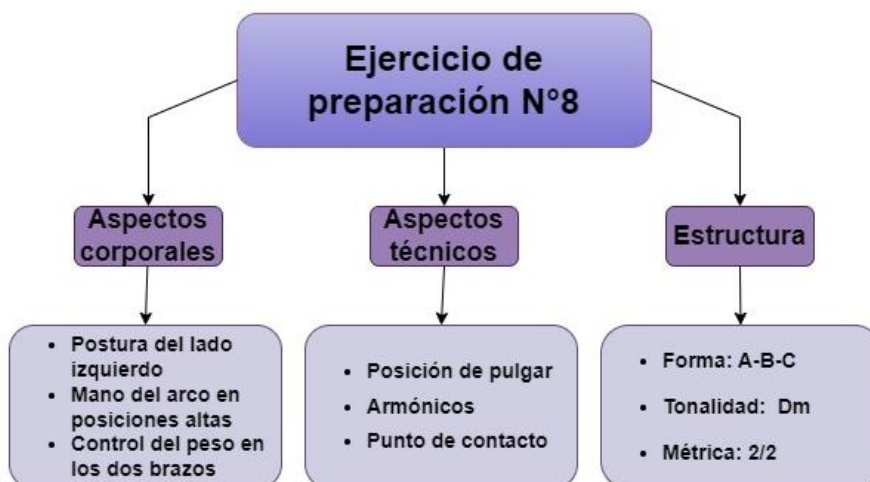 Ejercicio de
preparación N°8
Aspectos
corporales
Aspectos
técnicos
Estructura
• Postura del lado
izquierdo
• Mano del arco en
posiciones altas
• Control del peso en
los dos brazos
• Posición de pulgar
• Armónicos
• Punto de contacto
• Forma: A-B-C
• Tonalidad: Dm
• Métrica: 2/2